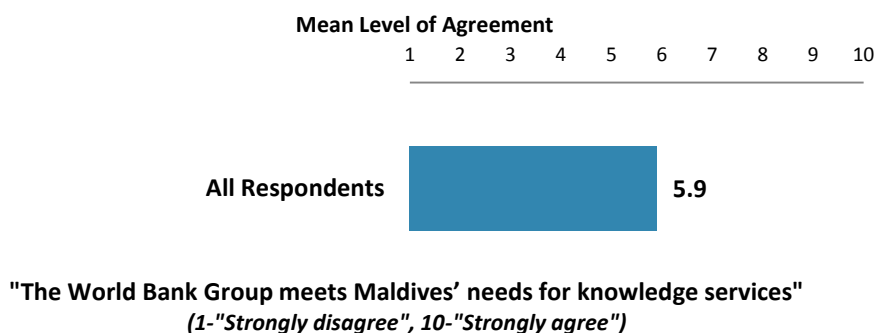 Mean Level of Agreement
1 2 3 4 5 6 7 8 9 10
All Respondents 5.9
"The World Bank Group meets Maldives’ needs for knowledge services"
(1-"Strongly disagree", 10-"Strongly agree")